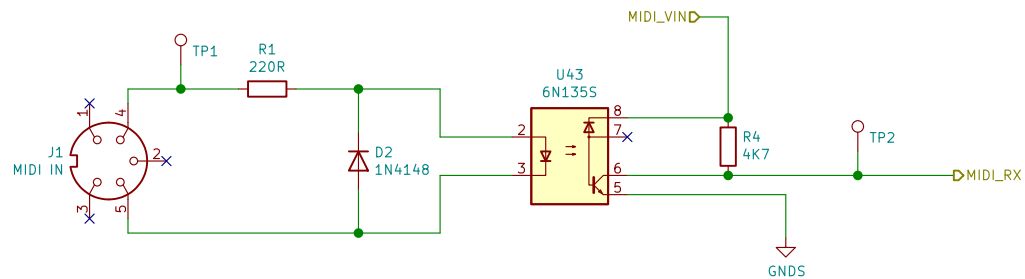 MIDI_VIN
TP1
R1
220R
U43
6N135S
1
4
8
2
7
R4
4K7
TP2
J1
MIDI IN
2
D2
1N4148
3
6
MIDI_RX
3
5
5
GNDS